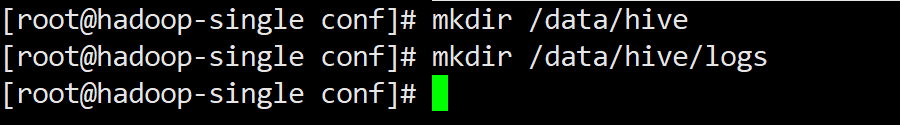 [root@hadoop-single conf]# mkdir /data/hive
[root@hadoop-single conf]# mkdir /data/hive/logs
[root@hadoop-single conf]#